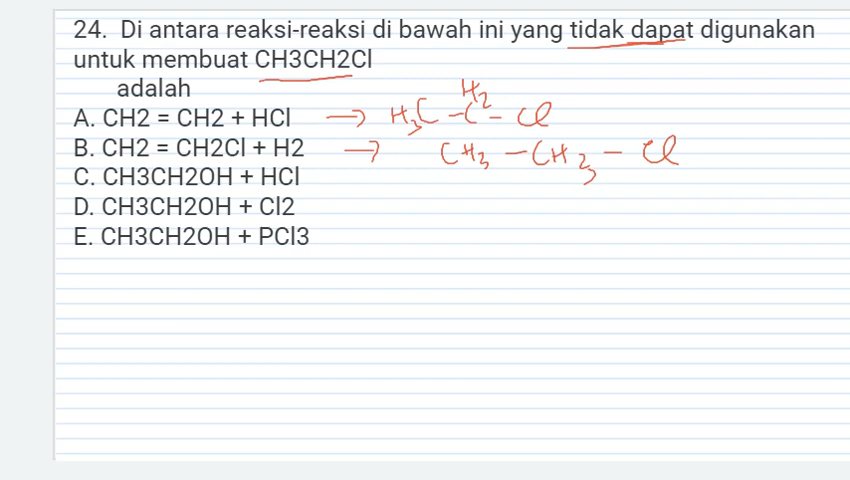 24. Di antara reaksi-reaksi di bawah ini yang tidak dapat digunakan
untuk membuat CH3CH2Cl
adalah
A. CH2 = CH2 + HCl → H3C - CH2 - Cl
B. CH2 = CH2Cl + H2 → CH3 - CH3 - Cl
C. CH3CH2OH + HCl
D. CH3CH2OH + Cl2
E. CH3CH2OH + PCl3